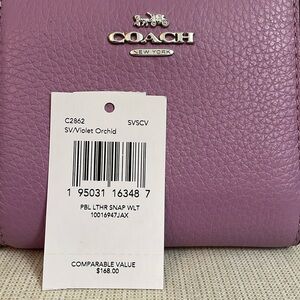 COACH
NEW YORK
C2862 SVSCV
SV/Violet Orchid
1 95031 16348 7
PBL LTHR SNAP WLT
10016947JAX
COMPARABLE VALUE
$168.00